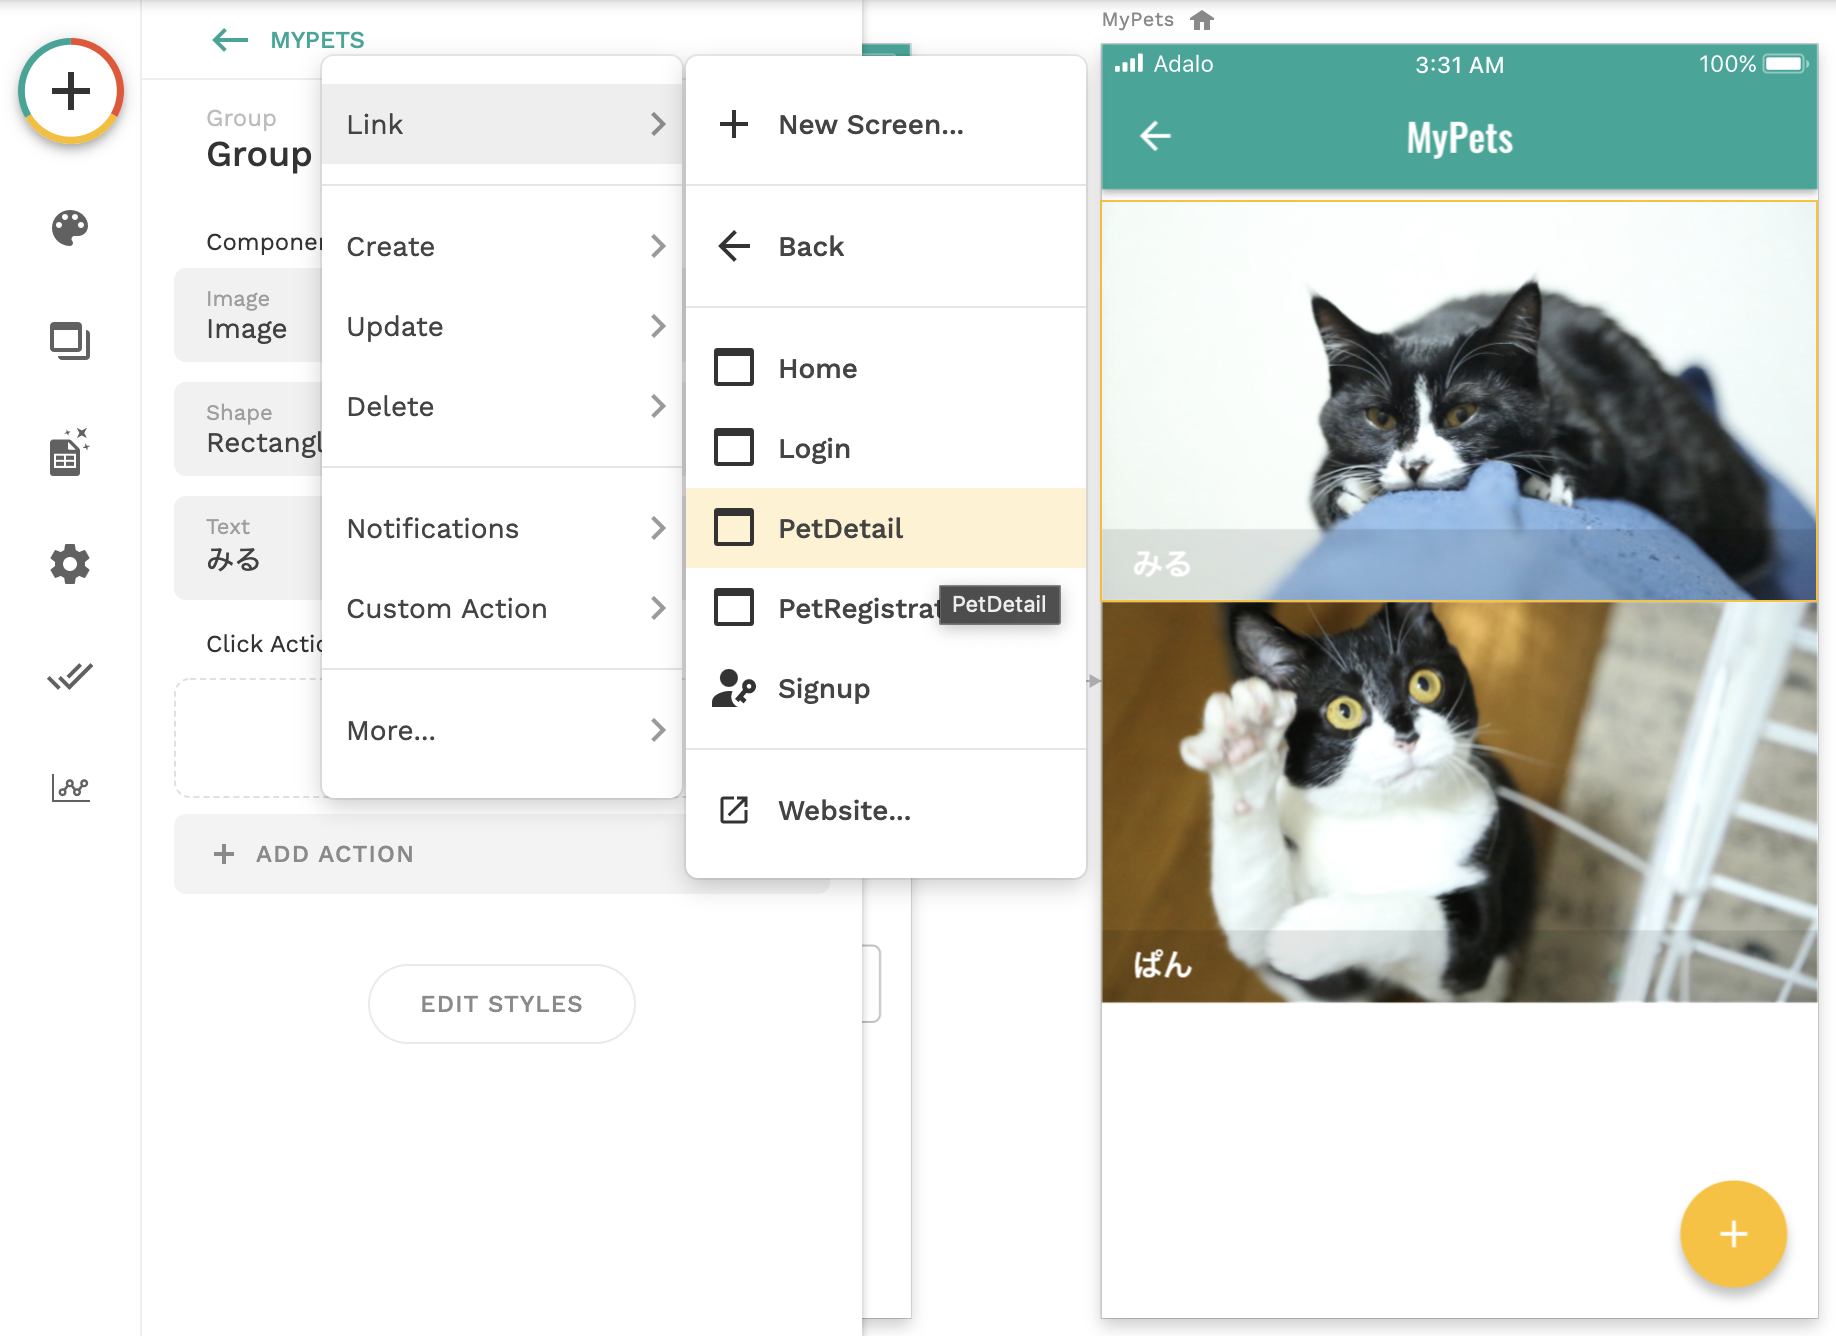 MYPETS
Group
Group
Componen
Image
Image
Shape
Rectangl
Text
みる
Click Actio
ADD ACTION
EDIT STYLES
Link
Create
Update
Delete
Notifications
Custom Action
More...
New Screen...
Back
Home
Login
PetDetail
PetRegistrat
PetDetail
Signup
Website...
MyPets
Adalo
3:31 AM
100%
MyPets
みる
ぱん